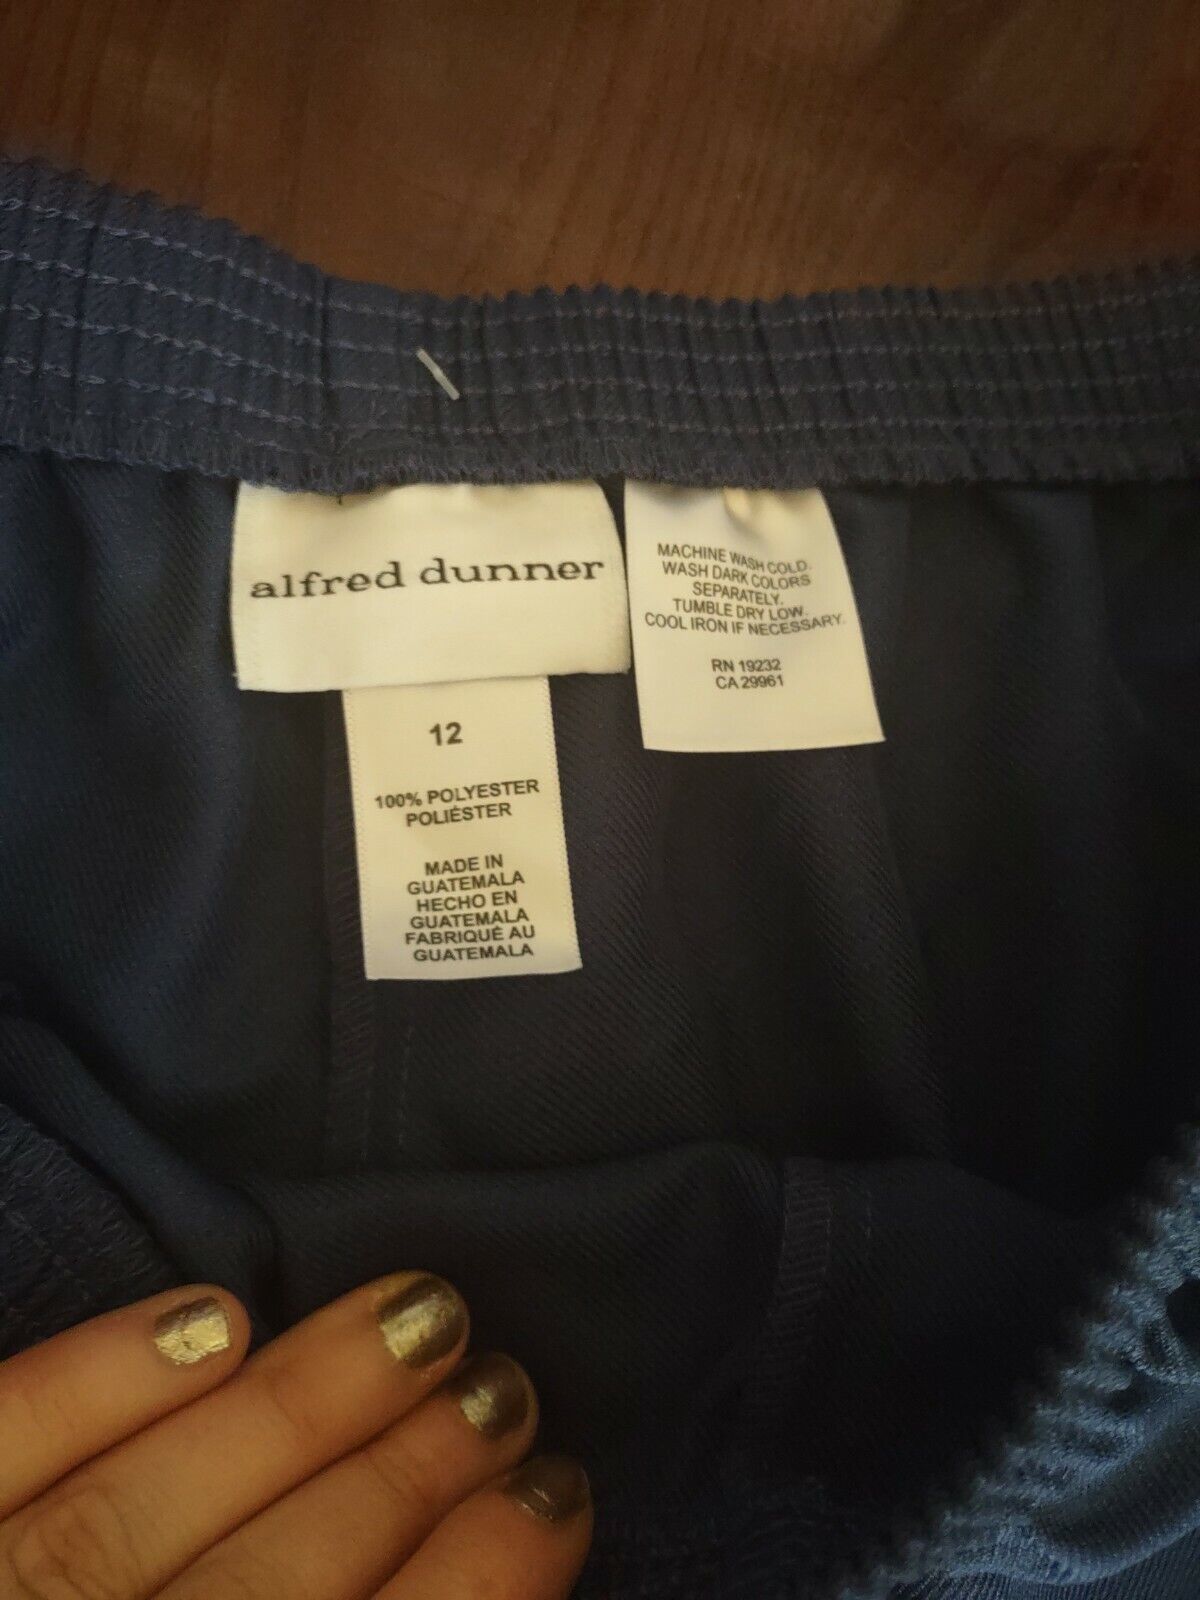 alfred dunner
12
100% POLYESTER
POLIÉSTER
MADE IN
GUATEMALA
HECHO EN
GUATEMALA
FABRIQUÉ AU
GUATEMALA
MACHINE WASH COLD.
WASH DARK COLORS
SEPARATELY.
TUMBLE DRY LOW.
COOL IRON IF NECESSARY.
RN 19232
CA 29961